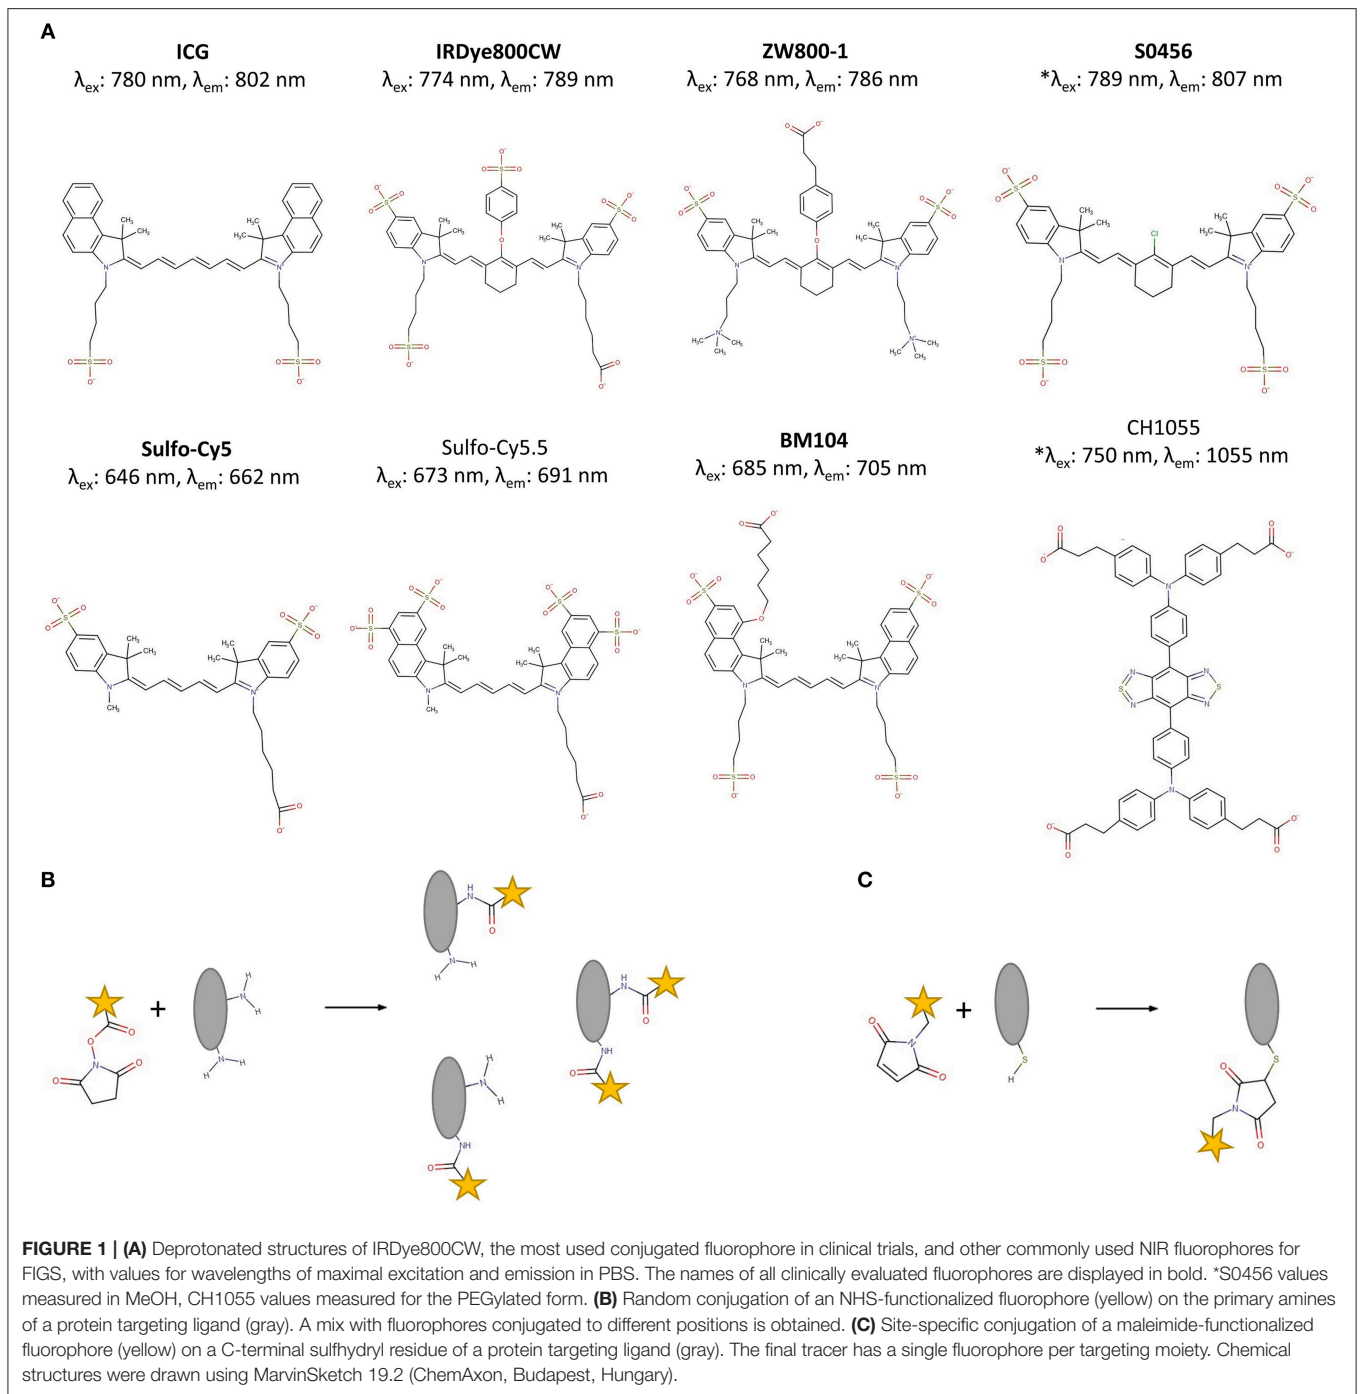 A
ICG
λex: 780 nm, λem: 802 nm
IRDye800CW
λex: 774 nm, λem: 789 nm
ZW800-1
λex: 768 nm, λem: 786 nm
S0456
*λex: 789 nm, λem: 807 nm
Sulfo-Cy5
λex: 646 nm, λem: 662 nm
Sulfo-Cy5.5
λex: 673 nm, λem: 691 nm
BM104
λex: 685 nm, λem: 705 nm
CH1055
*λex: 750 nm, λem: 1055 nm
B
C
FIGURE 1 | (A) Deprotonated structures of IRDye800CW, the most used conjugated fluorophore in clinical trials, and other commonly used NIR fluorophores for
FIGS, with values for wavelengths of maximal excitation and emission in PBS. The names of all clinically evaluated fluorophores are displayed in bold. *S0456 values
measured in MeOH, CH1055 values measured for the PEGylated form. (B) Random conjugation of an NHS-functionalized fluorophore (yellow) on the primary amines
of a protein targeting ligand (gray). A mix with fluorophores conjugated to different positions is obtained. (C) Site-specific conjugation of a maleimide-functionalized
fluorophore (yellow) on a C-terminal sulfhydryl residue of a protein targeting ligand (gray). The final tracer has a single fluorophore per targeting moiety. Chemical
structures were drawn using MarvinSketch 19.2 (ChemAxon, Budapest, Hungary).